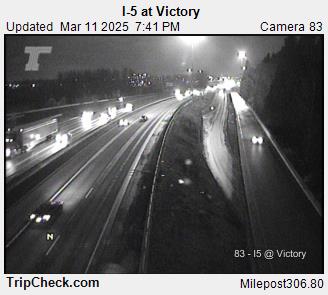 I-5 at Victory
Updated  Mar 11 2025  7:41 PM    Camera 83
T
N
83 - I5 @ Victory
TripCheck.com    Milepost306.80